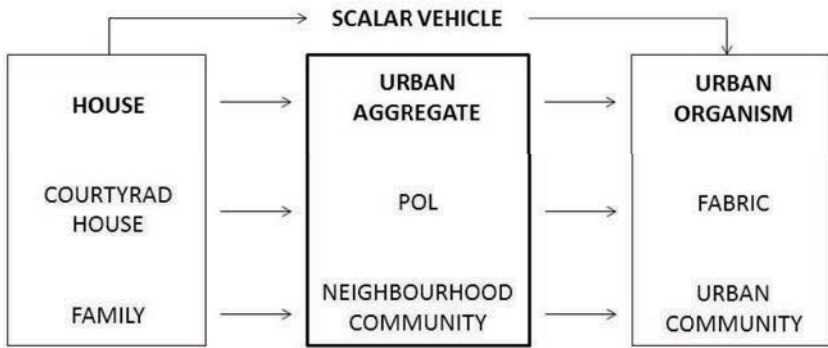 SCALAR VEHICLE
HOUSE
URBAN
AGGREGATE
URBAN
ORGANISM
COURTYRAD
HOUSE
POL
FABRIC
FAMILY
NEIGHBOURHOOD
COMMUNITY
URBAN
COMMUNITY